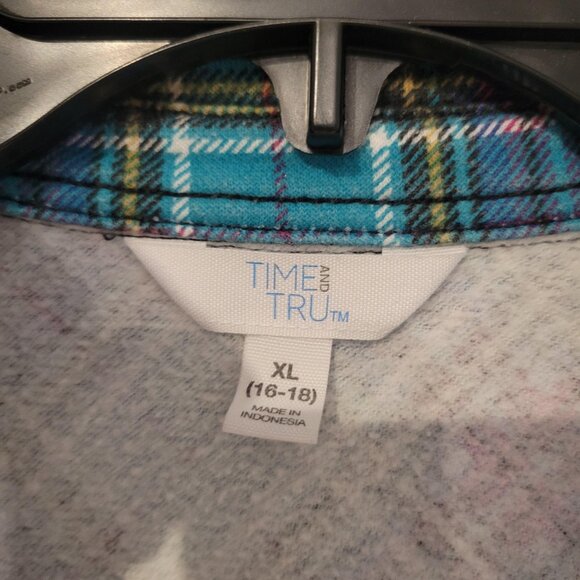 TIME AND
TRU™
XL
(16-18)
MADE IN
INDONESIA